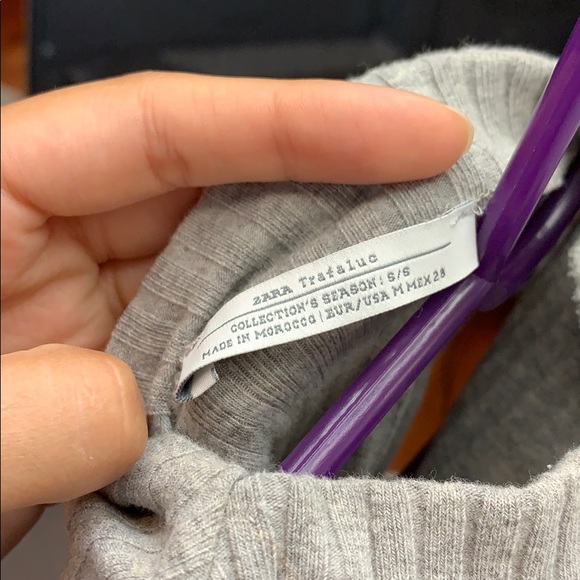 ZARA Trafaluc
COLLECTION'S SEASON: S/S
MADE IN MOROCCO | EUR/USA M MEX 28